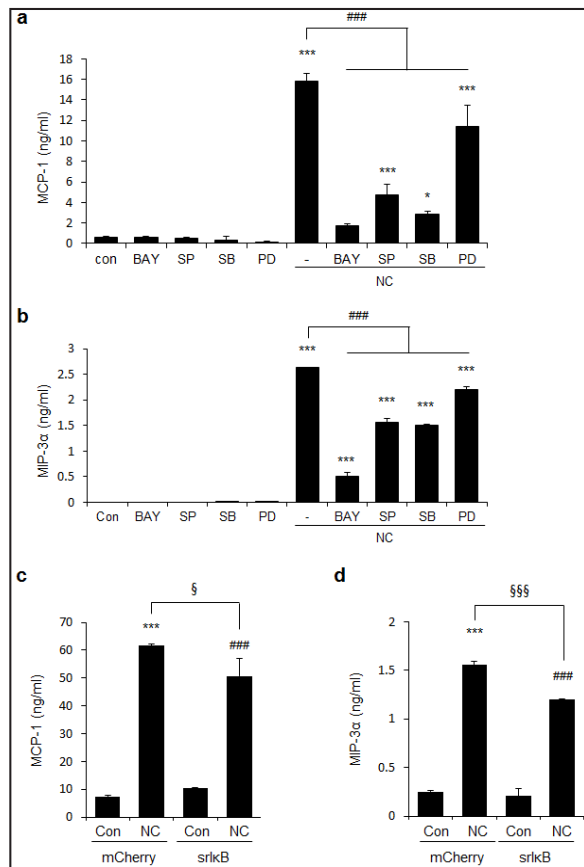 a
###
MCP-1 (ng/ml)
18
16
14
12
10
8
6
4
2
0
***
***
*
***
con BAY SP SB PD - BAY SP SB PD
NC
b
###
MIP-3α (ng/ml)
3
2.5
2
1.5
1
0.5
0
***
***
***
***
***
Con BAY SP SB PD - BAY SP SB PD
NC
c
§
MCP-1 (ng/ml)
70
60
50
40
30
20
10
0
***
###
Con NC Con NC
mCherry srIκB
d
§§§
MIP-3α (ng/ml)
2
1.5
1
0.5
0
***
###
Con NC Con NC
mCherry srIκB